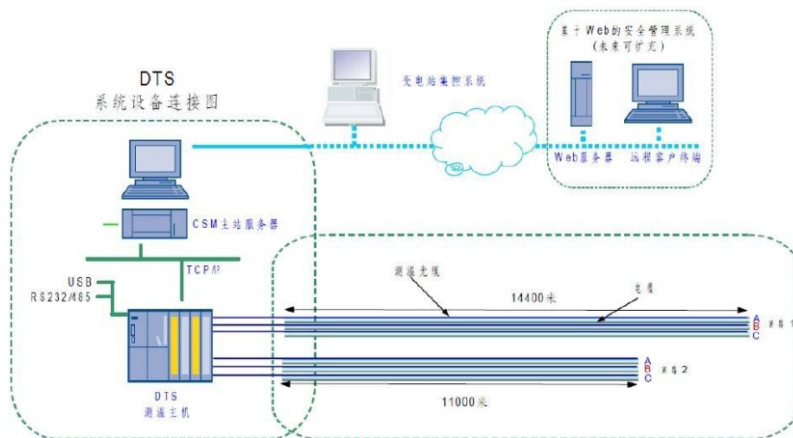 DTS
系统设备连接图
变电站集控系统
基于Web的安全管理系统
(未来可扩充)
Web服务器
远程客户终端
CSM主站服务器
TCP/IP
USB
RS232/485
测温光缆
电缆
14400米
A
B
C
回路1
A
B
C
回路2
11000米
DTS
测温主机